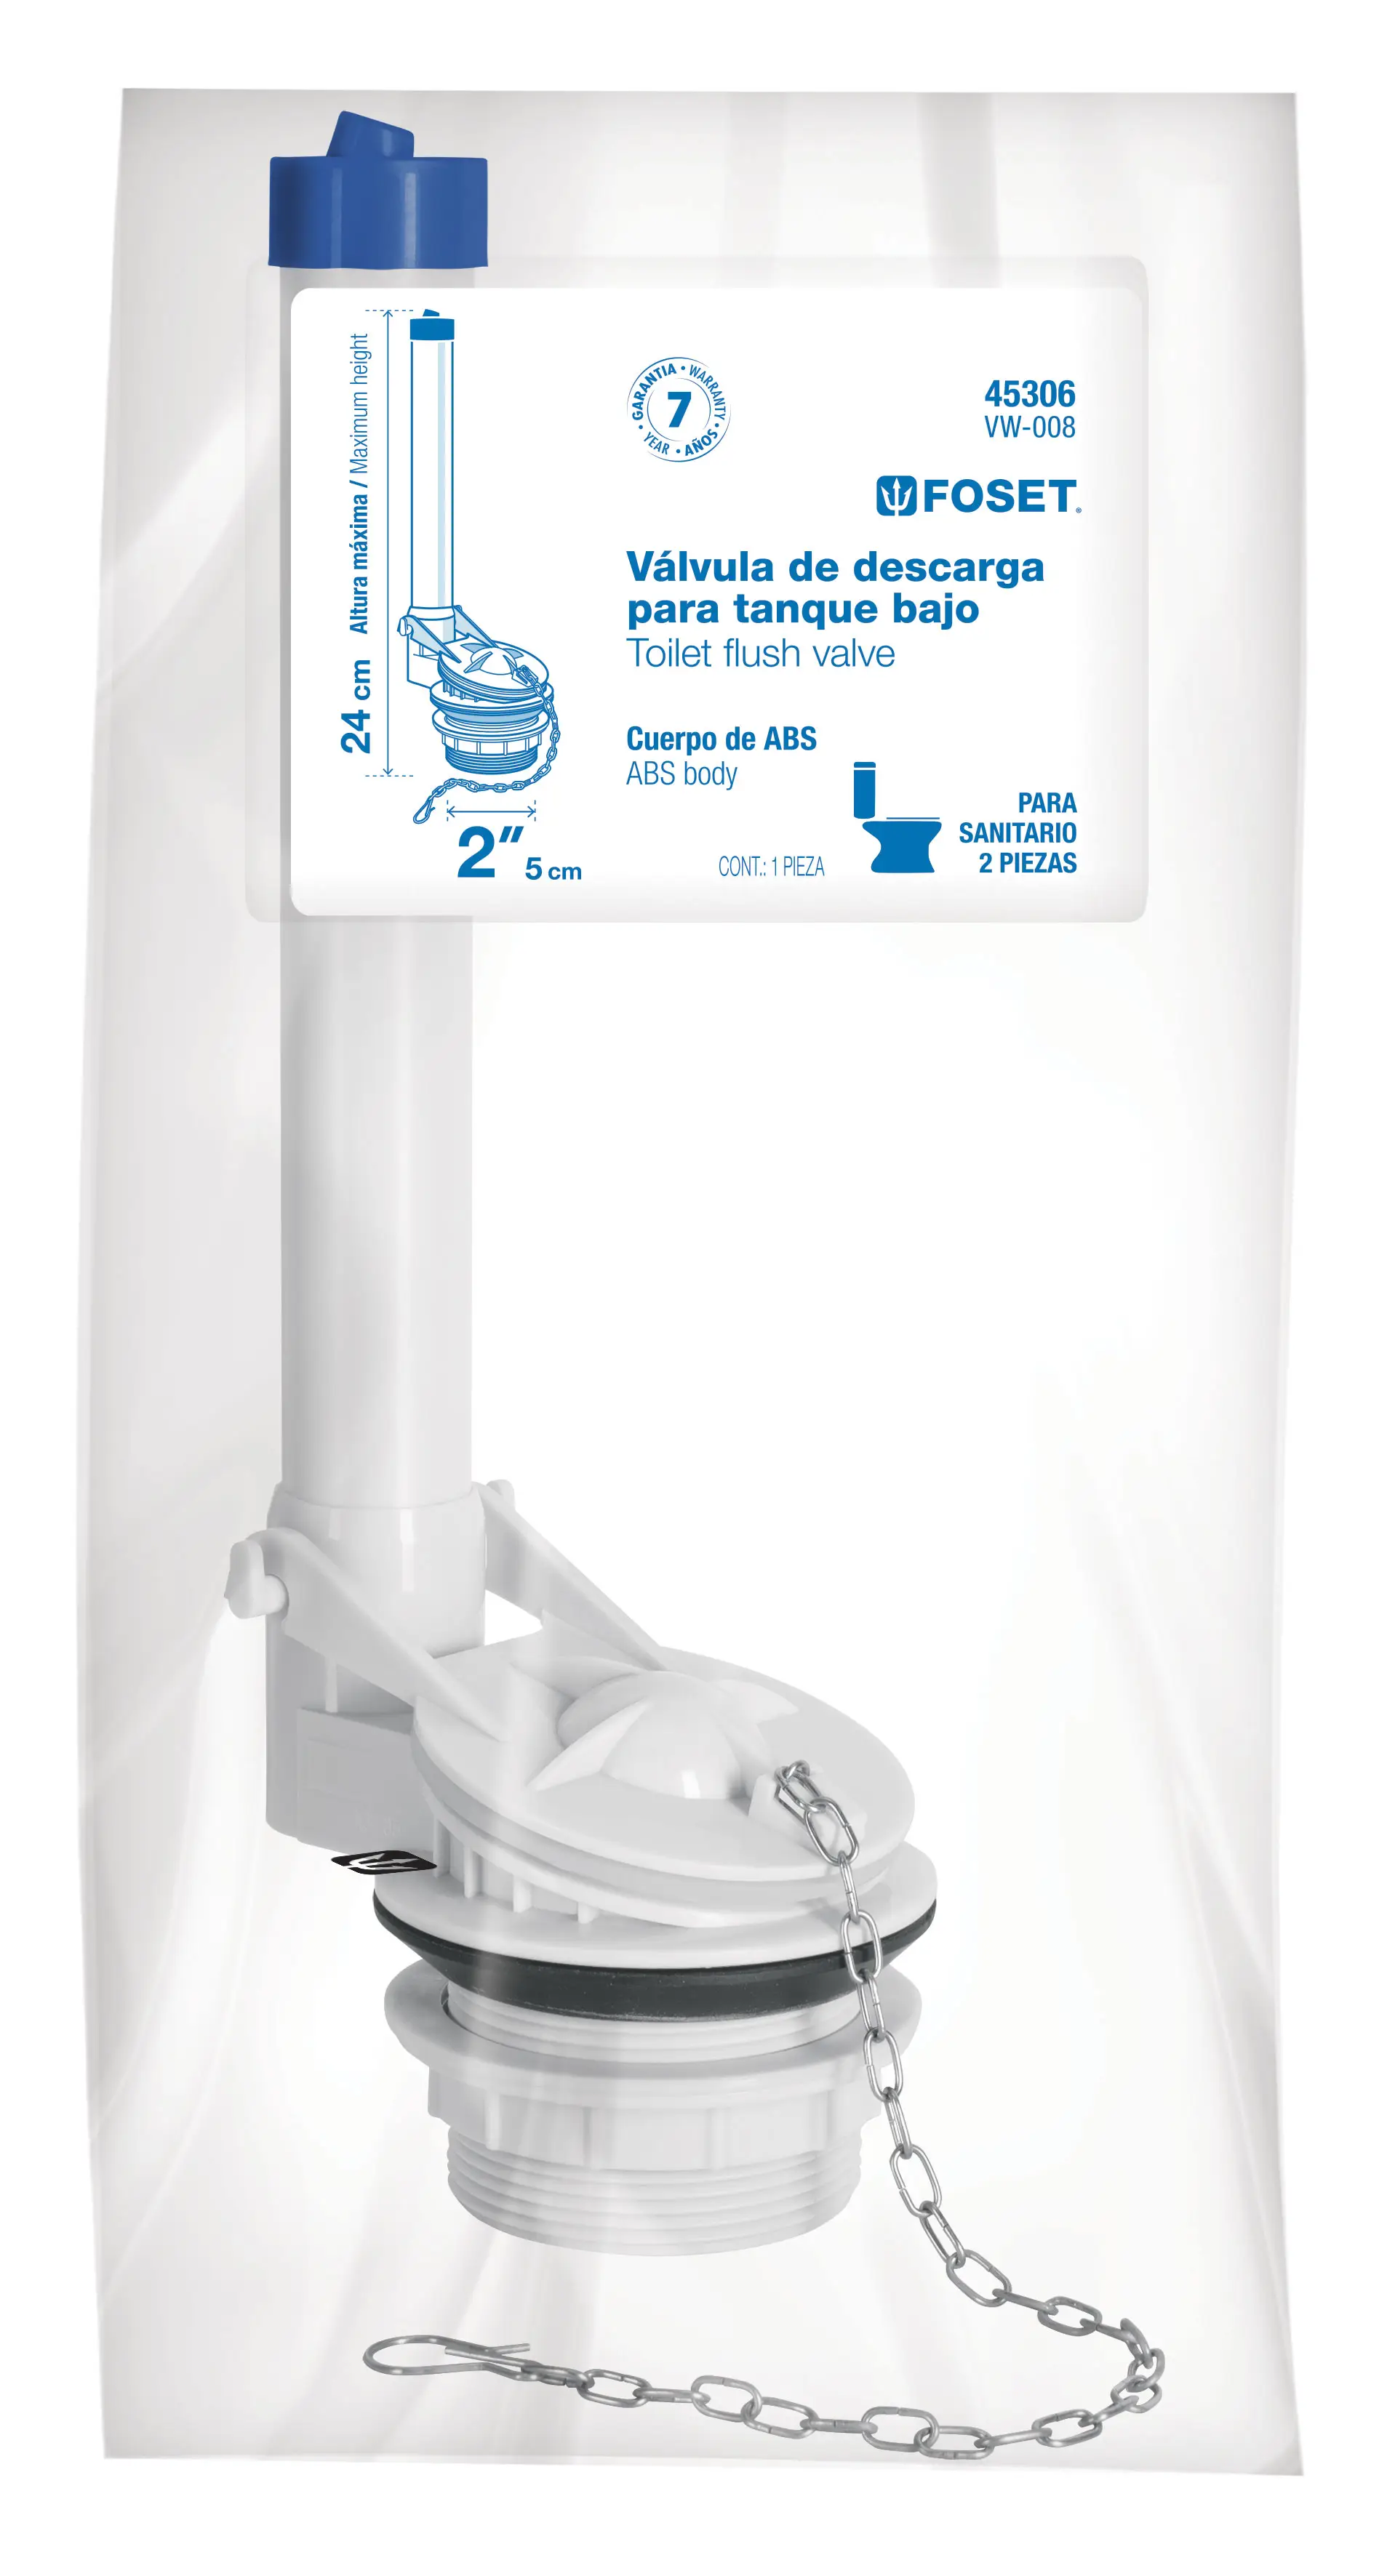 Altura máxima / Maximum height
24 cm
2” 5 cm
GARANTIA • WARRANTY •
7
YEAR • AÑOS •
45306
VW-008
FOSET®
Válvula de descarga
para tanque bajo
Toilet flush valve
Cuerpo de ABS
ABS body
CONT.: 1 PIEZA
PARA
SANITARIO
2 PIEZAS